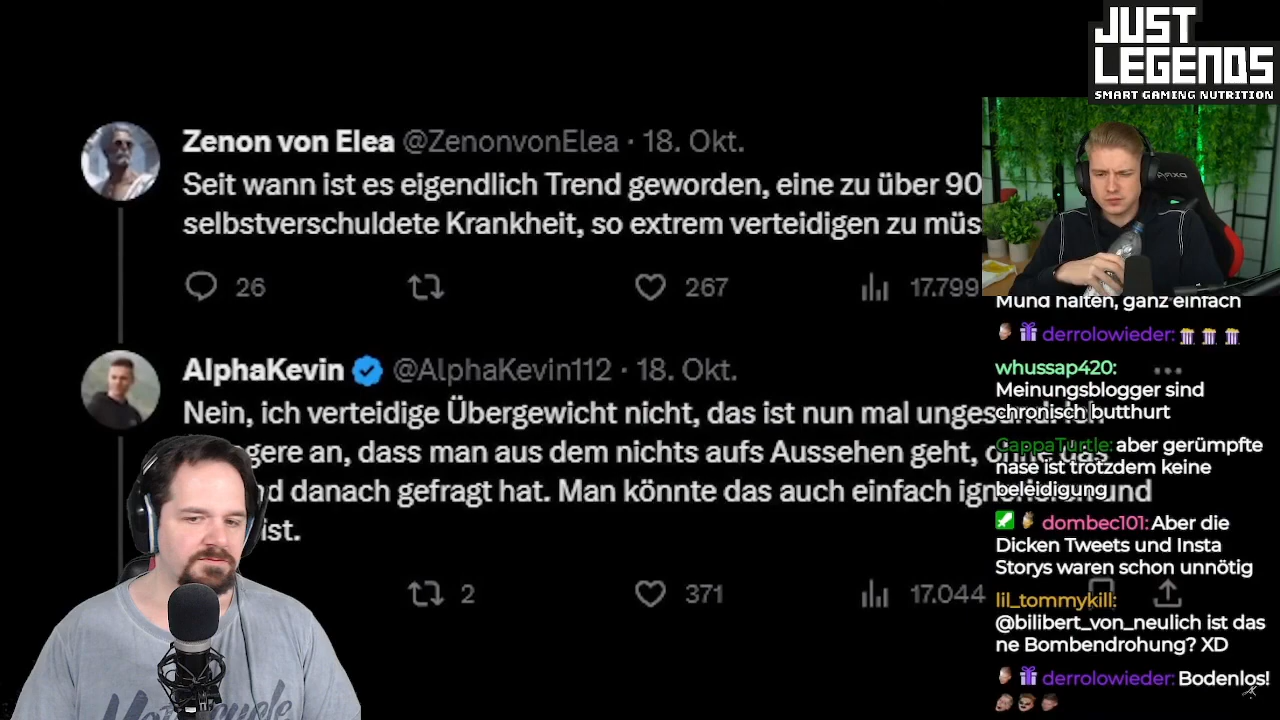 JUST
LEGENDS
SMART GAMING NUTRITION
Zenon von Elea @ZenonvonElea · 18. Okt.
Seit wann ist es eigendlich Trend geworden, eine zu über 90
selbstverschuldete Krankheit, so extrem verteidigen zu müs
26
267
17.799
AlphaKevin @AlphaKevin112 · 18. Okt.
Nein, ich verteidige Übergewicht nicht, das ist nun mal
gere an, dass man aus dem nichts aufs Aussehen geht,
d danach gefragt hat. Man könnte das auch einfach und
ist.
2
371
17.044
AFIXO
Mund halten, ganz einfach
derrolowieder:
whussap420:
Meinungsblogger sind
chronisch butthurt
CappaTurtle: aber gerümpfte
nase ist trotzdem keine
beleidigung
dombec101: Aber die
Dicken Tweets und Insta
Storys waren schon unnötig
lil_tommykill:
@bilibert_von_neulich ist das
ne Bombendrohung? XD
derrolowieder: Bodenlos!